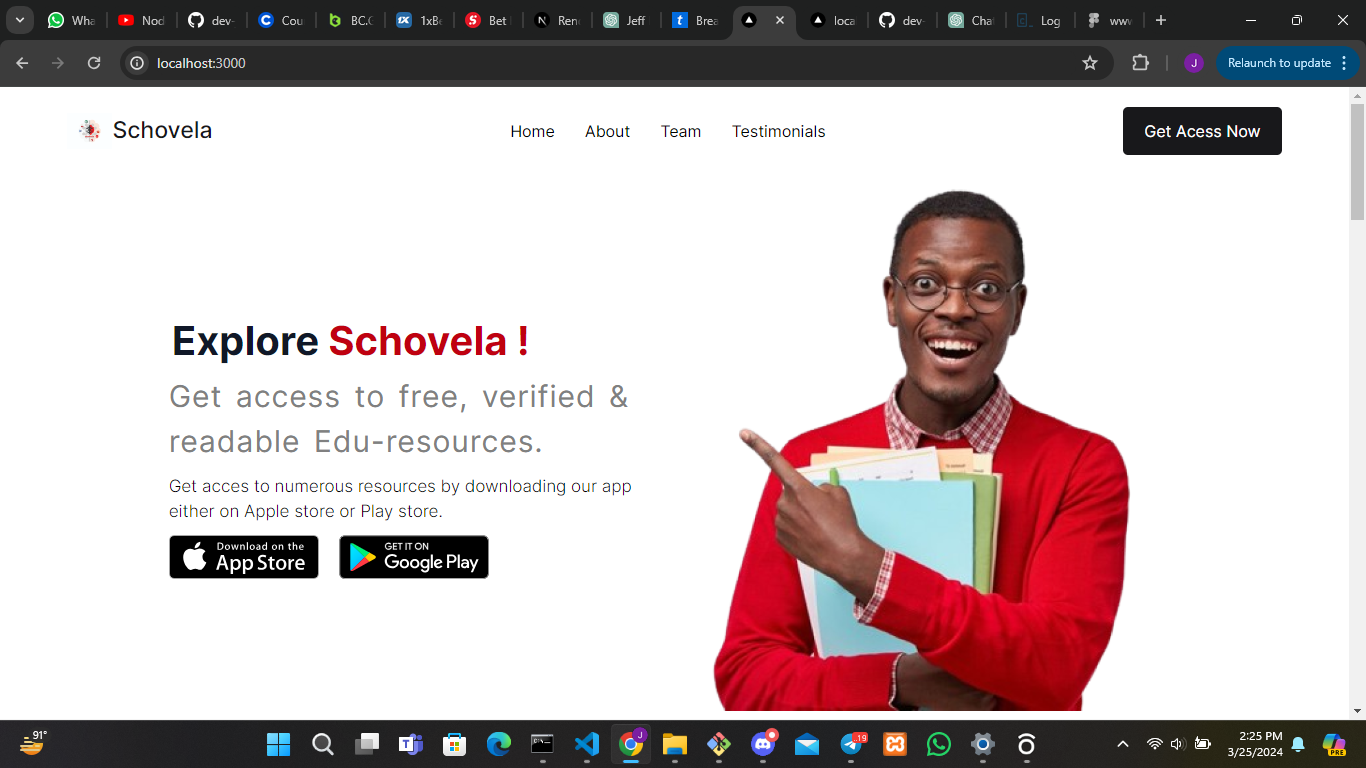 Wha
Nod
dev-
Cou
BC.G
1xBe
Bet
Rend
Jeff
Brea
loca
dev-
Cha
Log
www
localhost:3000
J
Relaunch to update
Schovela
Home
About
Team
Testimonials
Get Acess Now
Explore Schovela !
Get access to free, verified &
readable Edu-resources.
Get acces to numerous resources by downloading our app
either on Apple store or Play store.
Download on the
App Store
GET IT ON
Google Play
91°
J
19
PRE
2:25 PM
3/25/2024